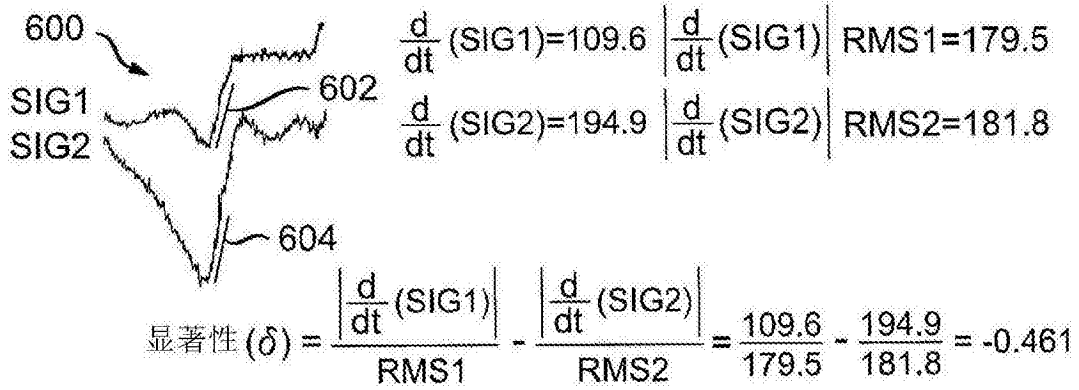 600
SIG1
SIG2
602
604
d/dt (SIG1)=109.6 |d/dt (SIG1)| RMS1=179.5
d/dt (SIG2)=194.9 |d/dt (SIG2)| RMS2=181.8
显著性(δ) = |d/dt (SIG1)| / RMS1 - |d/dt (SIG2)| / RMS2 = 109.6/179.5 - 194.9/181.8 = -0.461